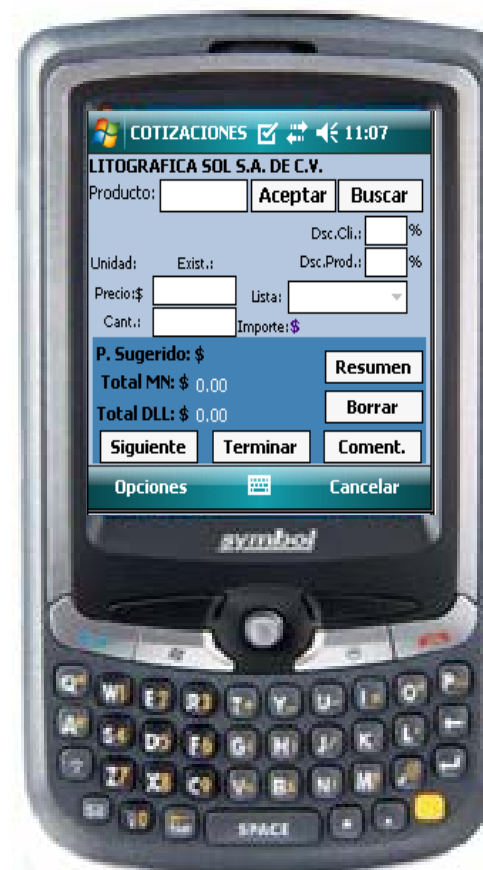 COTIZACIONES 11:07
LITOGRAFICA SOL S.A. DE C.V.
Producto: Aceptar Buscar
Dsc.Cli.: %
Unidad: Exist.: Dsc.Prod.: %
Precio:$ Lista:
Cant.: Importe:$
P. Sugerido: $
Resumen
Total MN: $ 0.00
Total DLL: $ 0.00 Borrar
Siguiente Terminar Coment.
Opciones Cancelar
symbol
SPACE